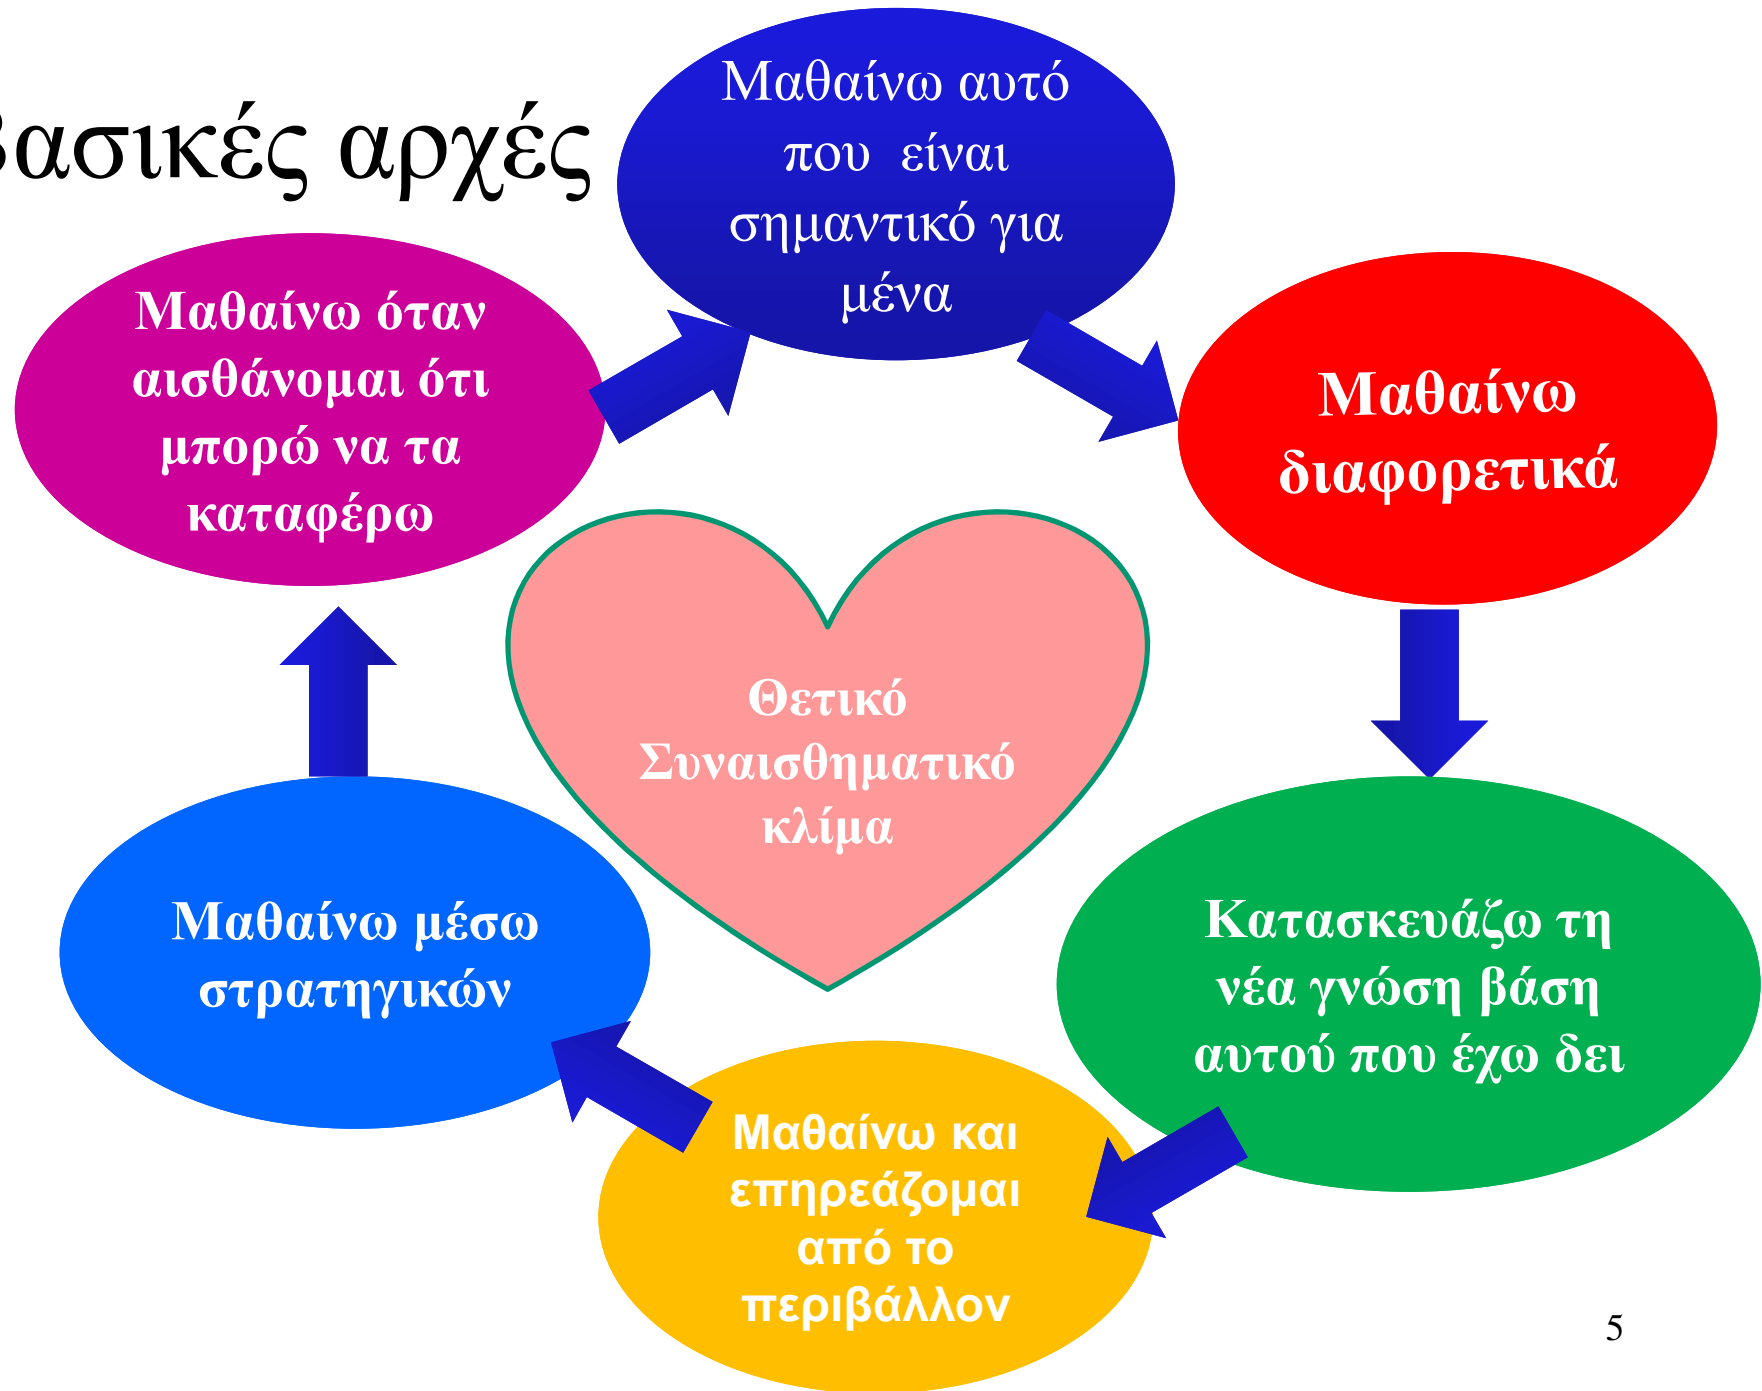 βασικές αρχές
Μαθαίνω αυτό
που είναι
σημαντικό για
μένα
Μαθαίνω
διαφορετικά
Κατασκευάζω τη
νέα γνώση βάση
αυτού που έχω δει
Μαθαίνω και
επηρεάζομαι
από το
περιβάλλον
Μαθαίνω μέσω
στρατηγικών
Μαθαίνω όταν
αισθάνομαι ότι
μπορώ να τα
καταφέρω
Θετικό
Συναισθηματικό
κλίμα
5